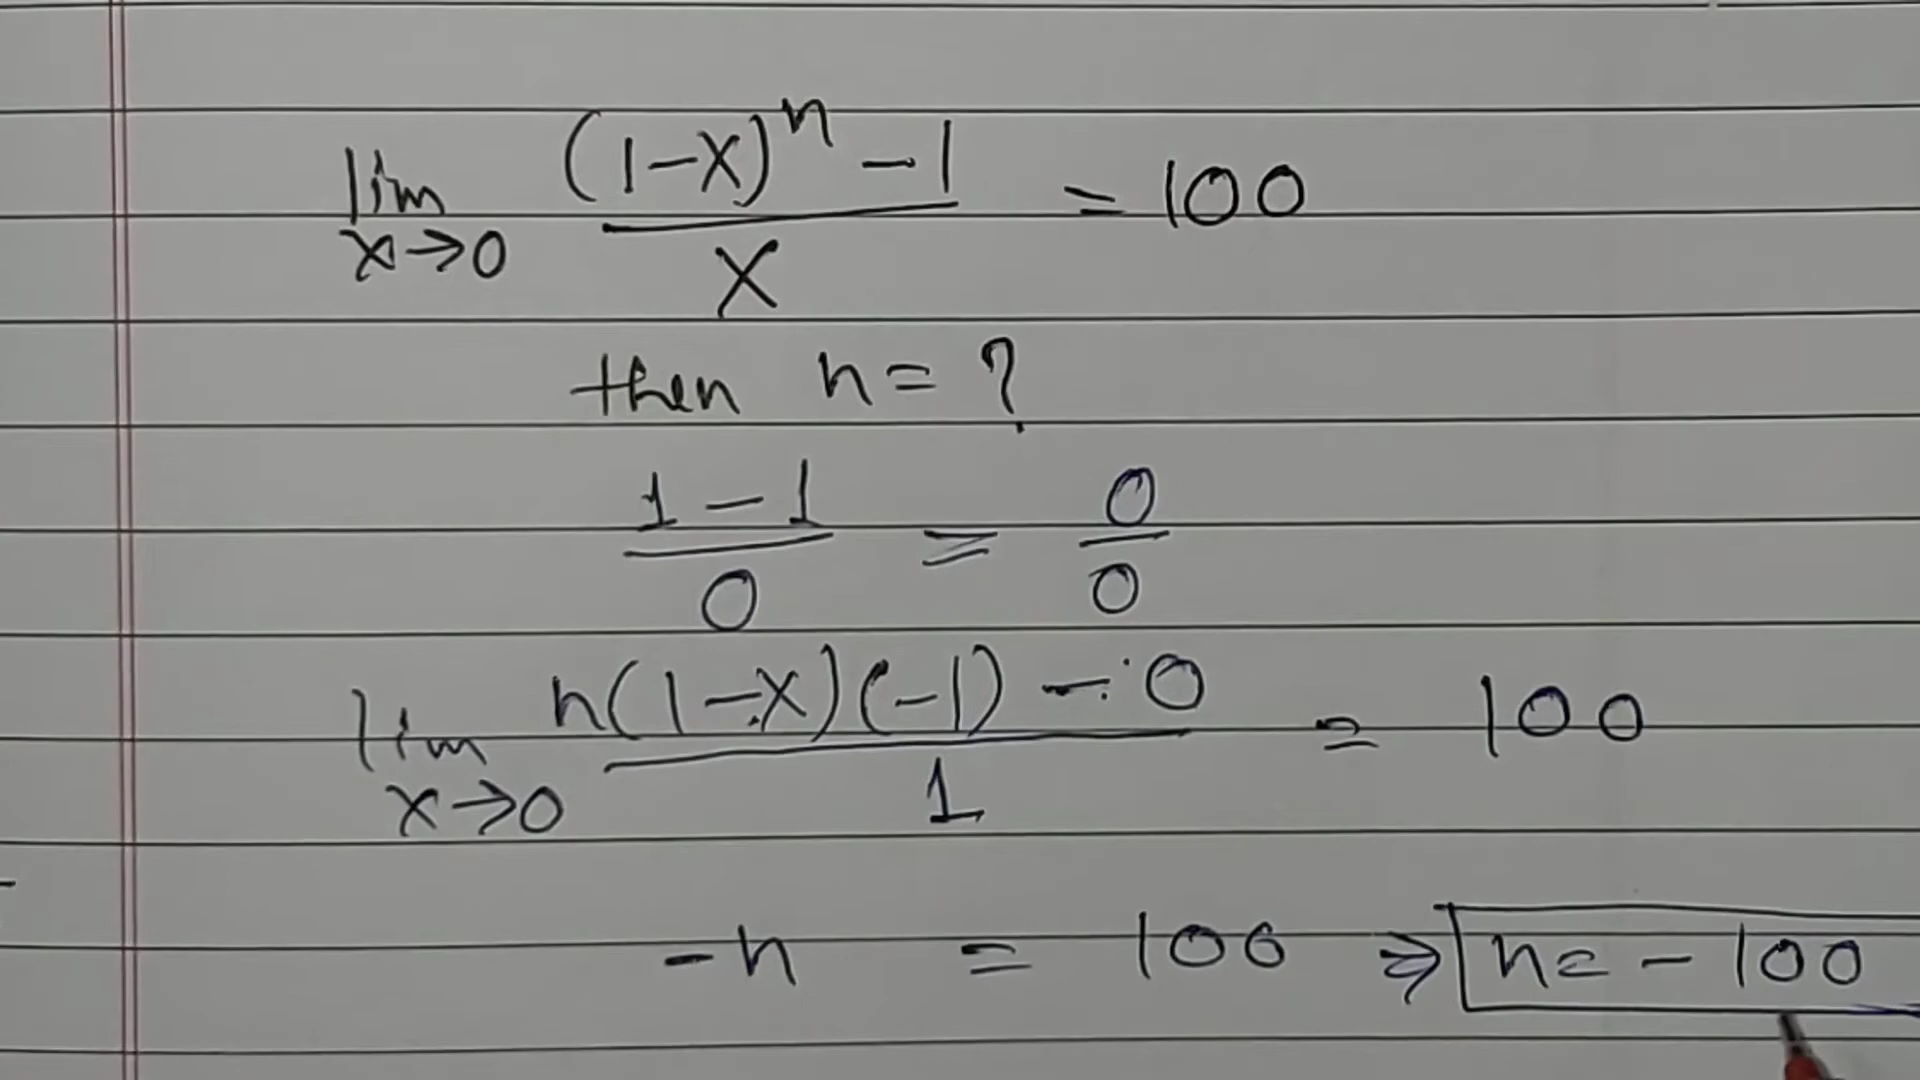 lim x→0 ((1-x)^n - 1)/x = 100
then n = ?
(1 - 1)/0 = 0/0
lim x→0 (n(1-x)(-1) - 0)/1 = 100
-n = 100 ⇒ n = -100